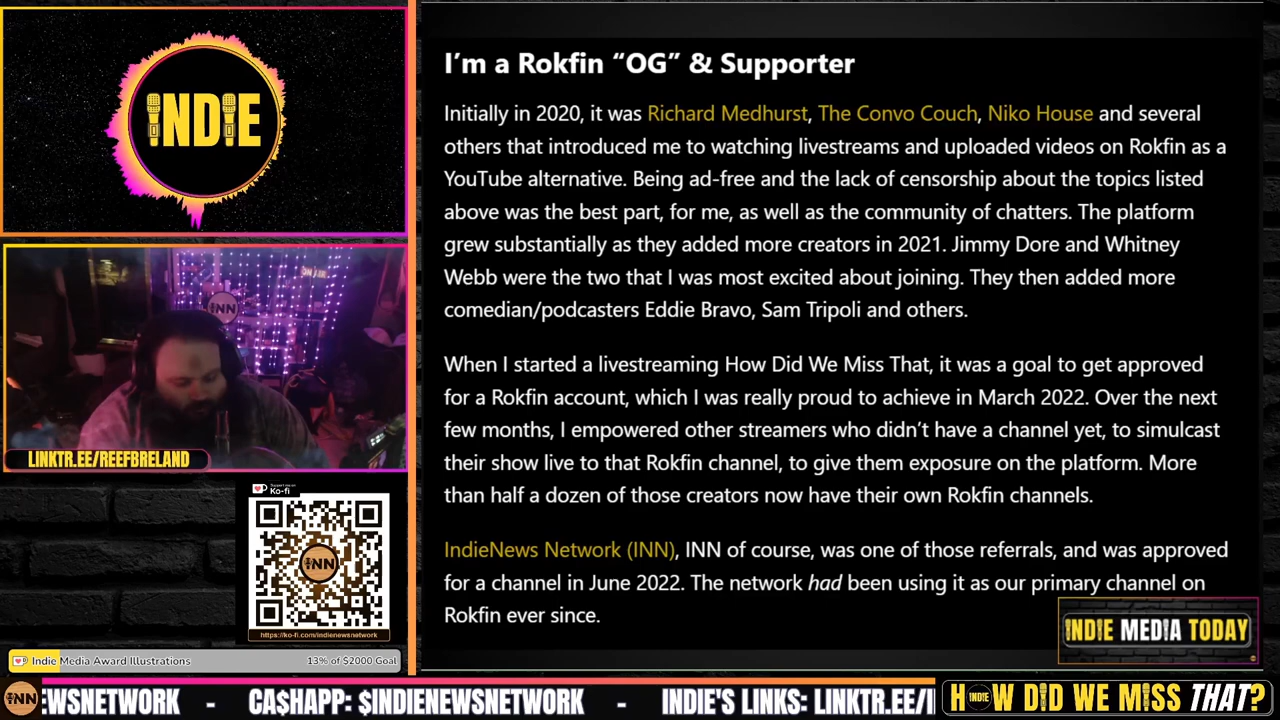 INDIE
INN
LINKTR.EE/REEFBRELAND
Support me on
Ko-fi
INN
https://ko-fi.com/indienewsnetwork
Indie Media Award Illustrations
13% of $2000 Goal
I’m a Rokfin “OG” & Supporter
Initially in 2020, it was Richard Medhurst, The Convo Couch, Niko House and several
others that introduced me to watching livestreams and uploaded videos on Rokfin as a
YouTube alternative. Being ad-free and the lack of censorship about the topics listed
above was the best part, for me, as well as the community of chatters. The platform
grew substantially as they added more creators in 2021. Jimmy Dore and Whitney
Webb were the two that I was most excited about joining. They then added more
comedian/podcasters Eddie Bravo, Sam Tripoli and others.
When I started a livestreaming How Did We Miss That, it was a goal to get approved
for a Rokfin account, which I was really proud to achieve in March 2022. Over the next
few months, I empowered other streamers who didn’t have a channel yet, to simulcast
their show live to that Rokfin channel, to give them exposure on the platform. More
than half a dozen of those creators now have their own Rokfin channels.
IndieNews Network (INN), INN of course, was one of those referrals, and was approved
for a channel in June 2022. The network had been using it as our primary channel on
Rokfin ever since.
INDIE MEDIA TODAY
INN
EWSNETWORK - CA$HAPP: $INDIENEWSNETWORK - INDIE'S LINKS: LINKTR.EE/I
HOW DID WE MISS THAT?